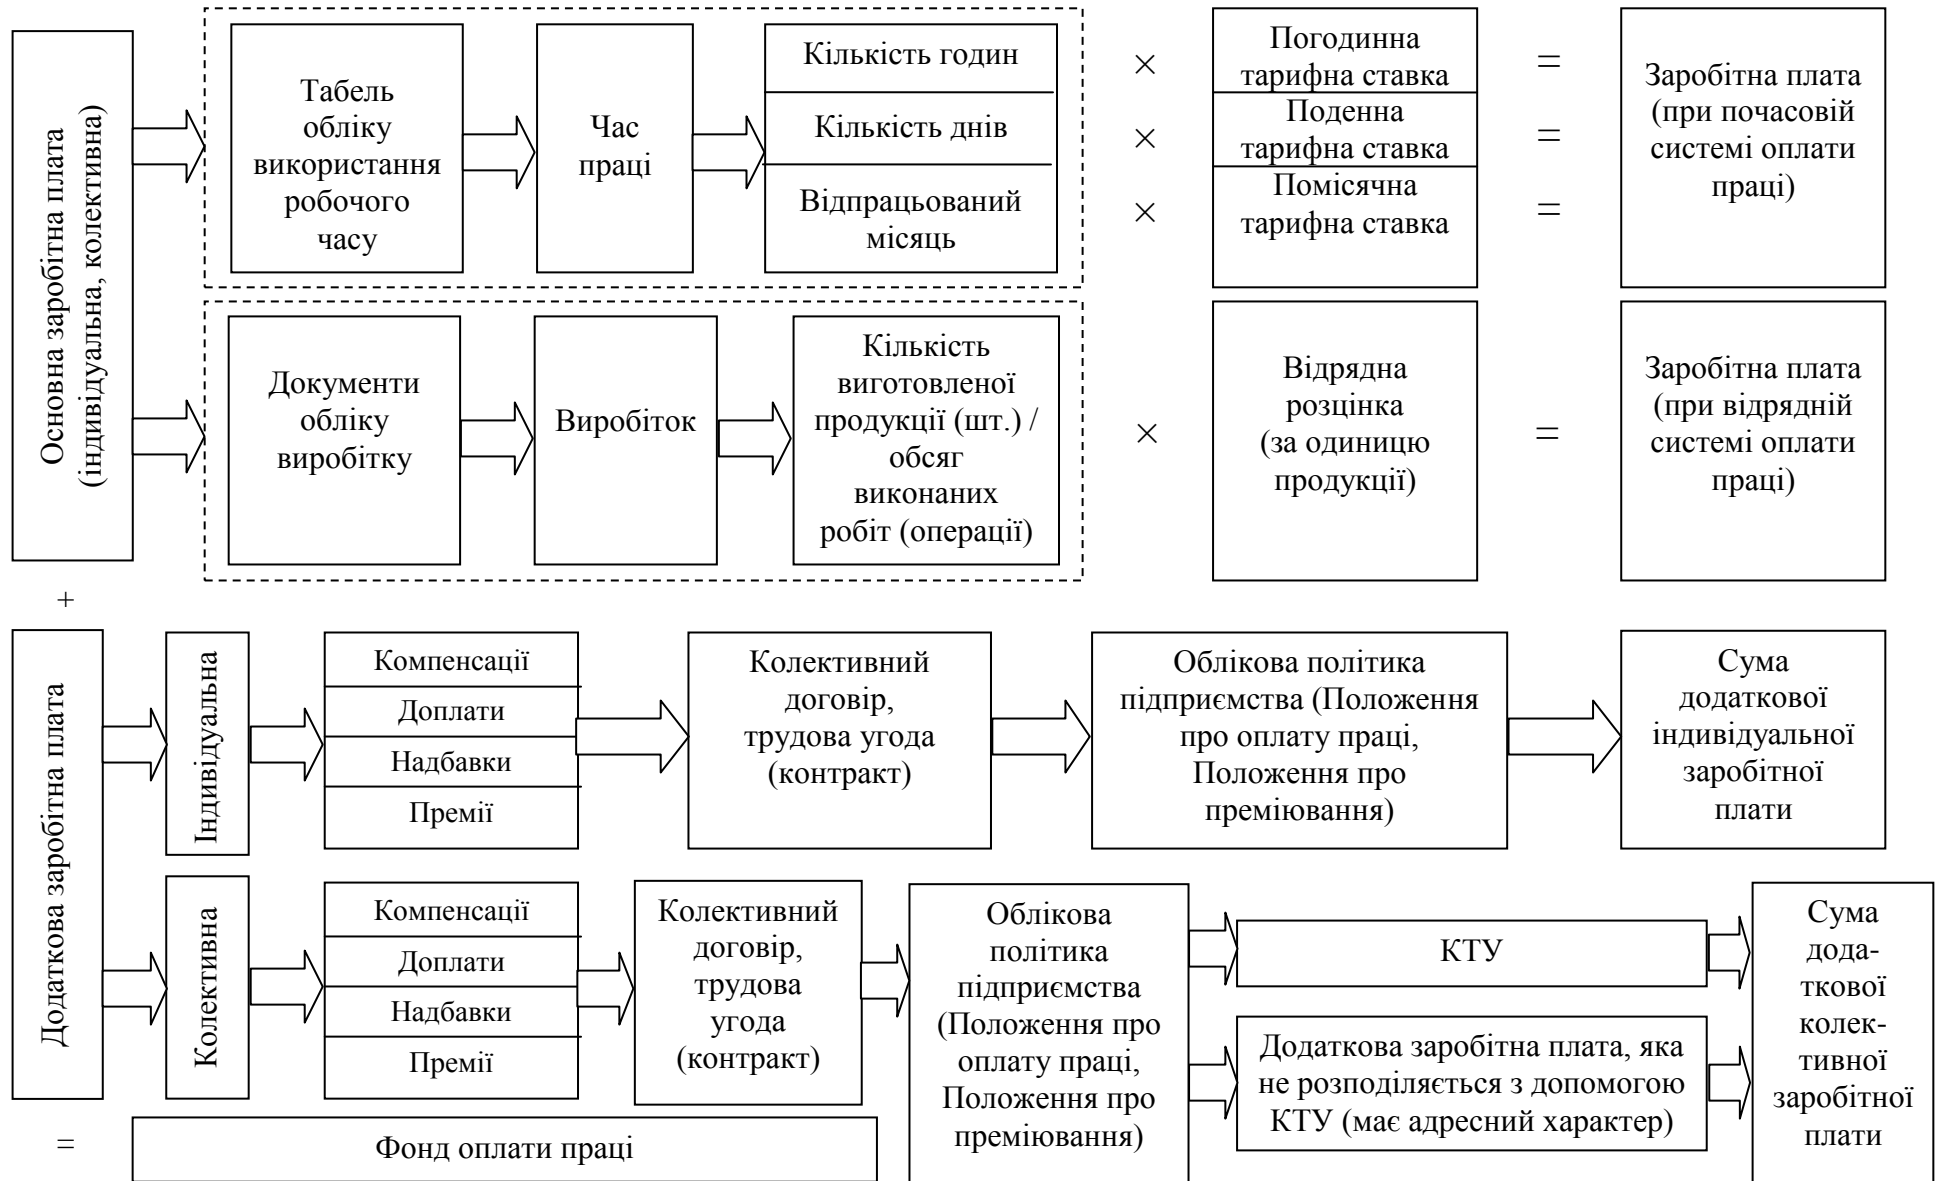 Основна заробітна плата
(індивідуальна, колективна)
Табель
обліку
використання
робочого
часу
Час
праці
Кількість годин
Кількість днів
Відпрацьований
місяць
×
×
×
Погодинна
тарифна ставка
Поденна
тарифна ставка
Помісячна
тарифна ставка
=
=
=
Заробітна плата
(при почасовій
системі оплати
праці)
Документи
обліку
виробітку
Виробіток
Кількість
виготовленої
продукції (шт.) /
обсяг
виконаних
робіт (операції)
×
Відрядна
розцінка
(за одиницю
продукції)
=
Заробітна плата
(при відрядній
системі оплати
праці)
+
Додаткова заробітна плата
Індивідуальна
Компенсації
Доплати
Надбавки
Премії
Колективний
договір,
трудова угода
(контракт)
Облікова політика
підприємства (Положення
про оплату праці,
Положення про
преміювання)
Сума
додаткової
індивідуальної
заробітної
плати
Колективна
Компенсації
Доплати
Надбавки
Премії
Колективний
договір,
трудова
угода
(контракт)
Облікова
політика
підприємства
(Положення про
оплату праці,
Положення про
преміювання)
КТУ
Додаткова заробітна плата, яка
не розподіляється з допомогою
КТУ (має адресний характер)
Сума
дода-
ткової
колек-
тивної
заробітної
плати
=
Фонд оплати праці